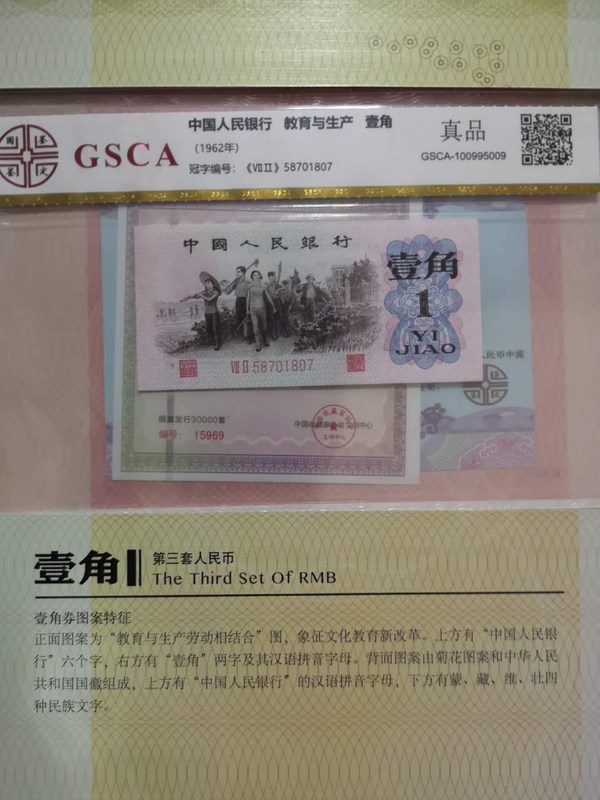 中国人民银行 教育与生产 壹角
(1962年)
冠字编号：《ⅦⅡ》58701807
GSCA
真品
GSCA-100995009
中國人民銀行
壹角
1
YI
JIAO
ⅦⅡ 58701807
限量发行30000套
编号： 15969
壹角
第三套人民币
The Third Set Of RMB
壹角券图案特征
正面图案为“教育与生产劳动相结合”图，象征文化教育新改革。上方有“中国人民银
行”六个字，右方有“壹角”两字及其汉语拼音字母。背面图案由菊花图案和中华人民
共和国国徽组成，上方有“中国人民银行”的汉语拼音字母，下方有蒙、藏、维、壮四
种民族文字。